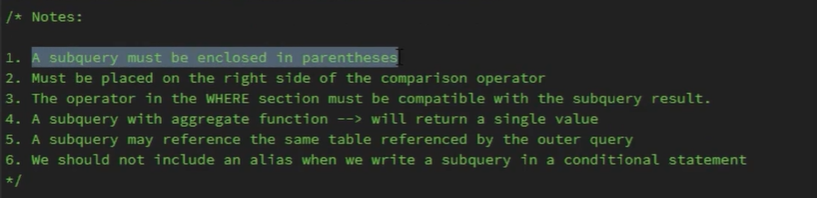 /* Notes:
1. A subquery must be enclosed in parentheses
2. Must be placed on the right side of the comparison operator
3. The operator in the WHERE section must be compatible with the subquery result.
4. A subquery with aggregate function --> will return a single value
5. A subquery may reference the same table referenced by the outer query
6. We should not include an alias when we write a subquery in a conditional statement
*/